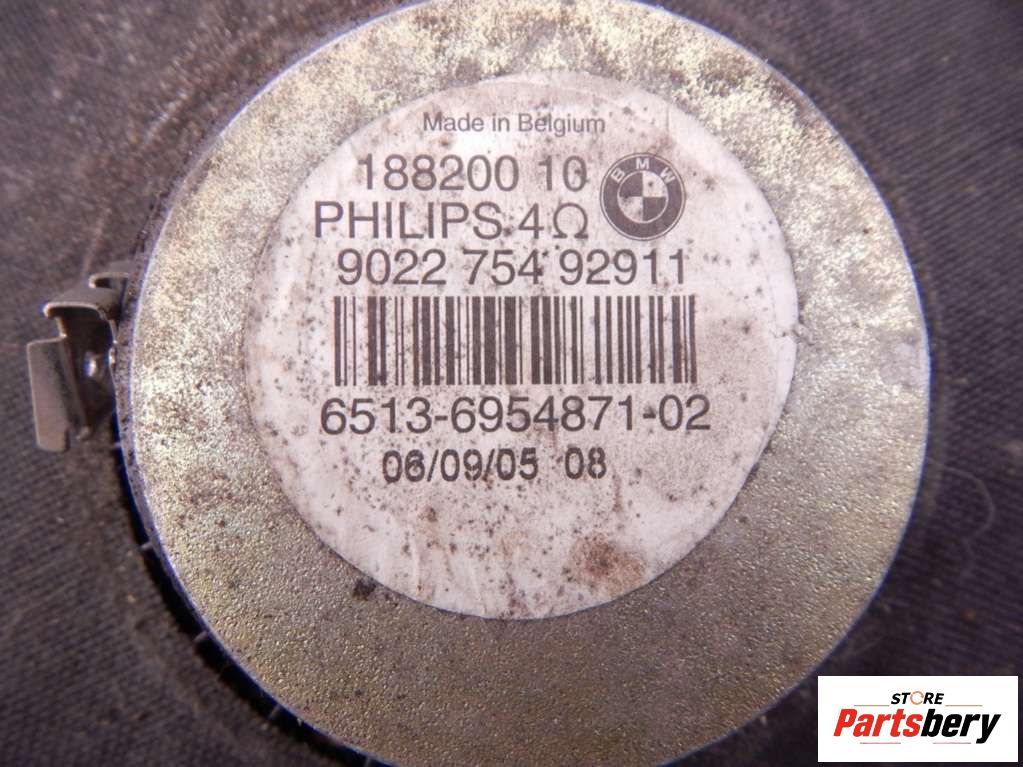 Made in Belgium
188200 10
BMW
PHILIPS 4Ω
9022 754 92911
6513-6954871-02
06/09/05 08
STORE
Partsbery